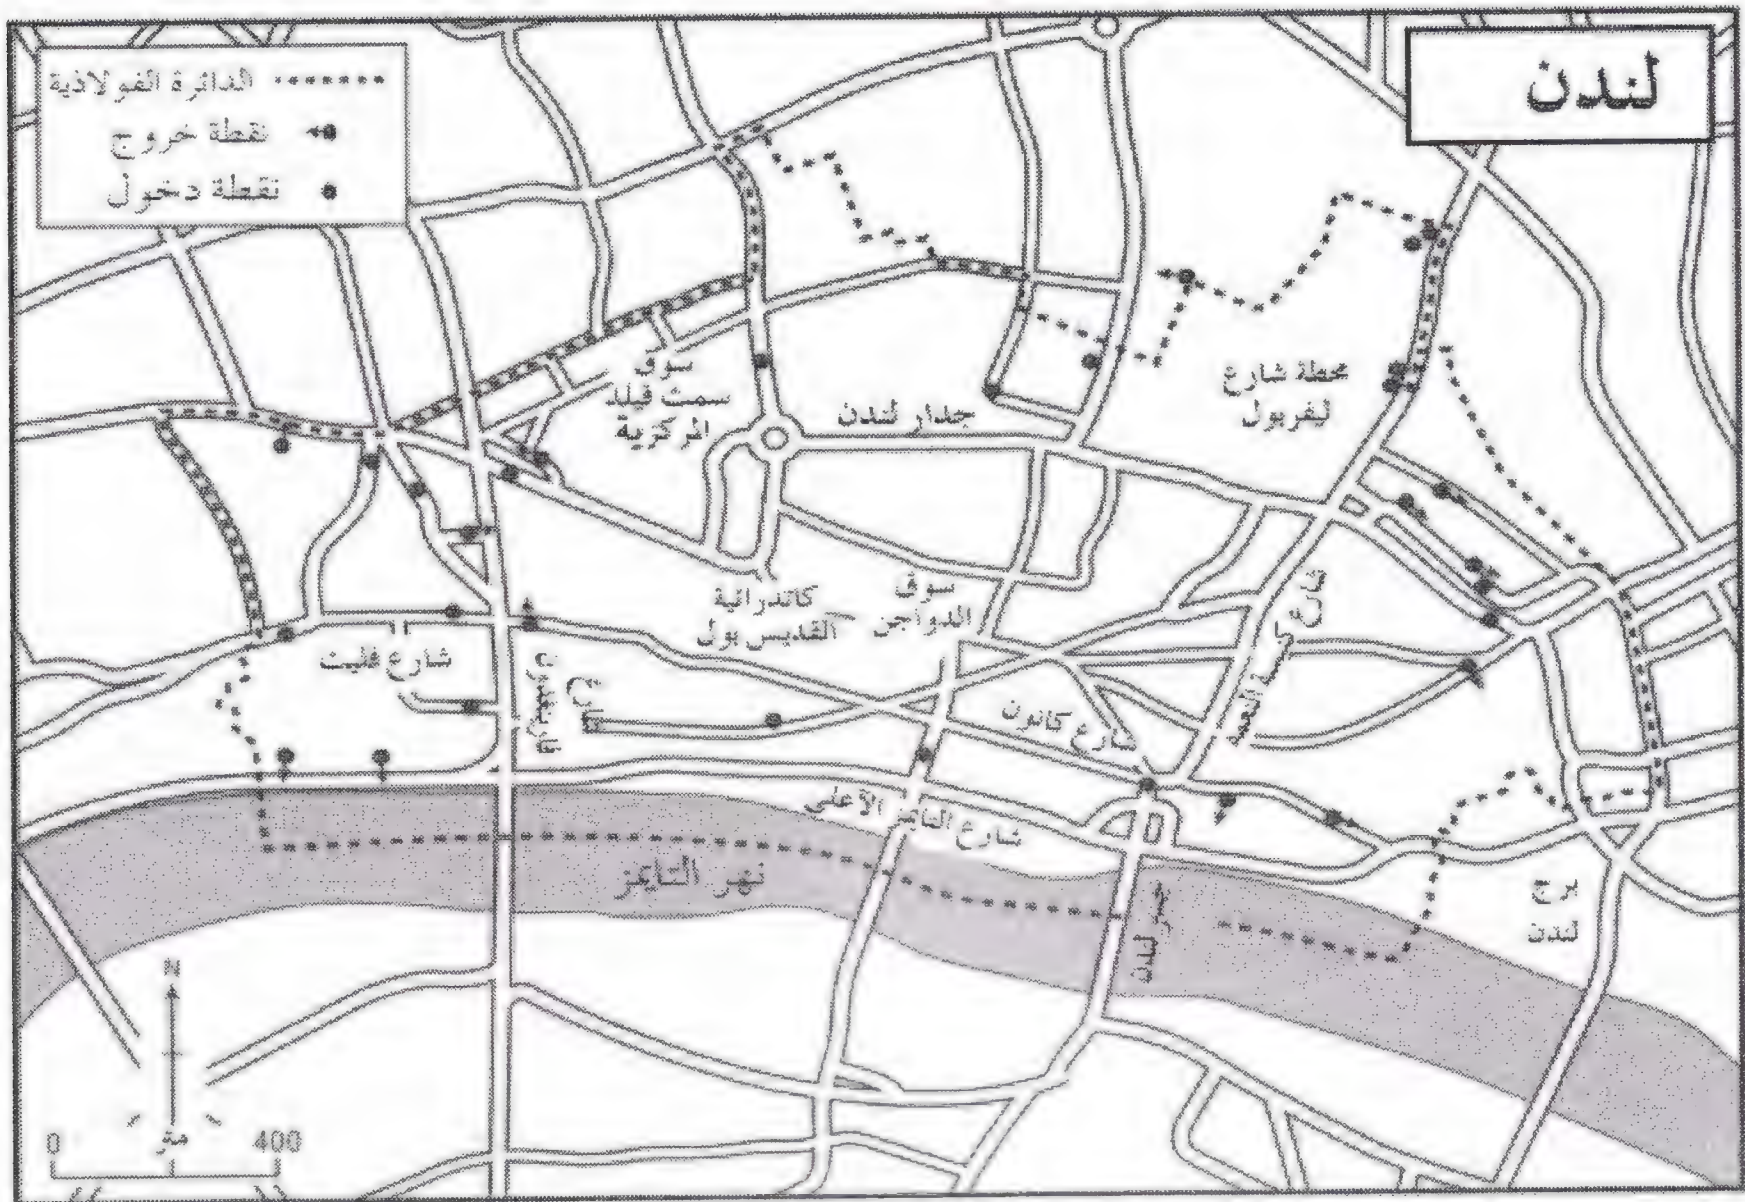 لندن
الدائرة الفولاذية
نقطة خروج
نقطة دخول
سوق
سمث فيلد
المركزية
جدار لندن
محطة شارع
ليفربول
كاتدرائية
القديس بول
سوق
الدواجن
شارع فليت
شارع كانون
شارع التايمز الأعلى
نهر التايمز
جسر لندن
برج
لندن
N
0
متر
400